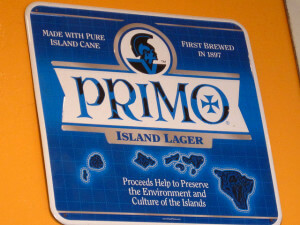 MADE WITH PURE
ISLAND CANE
FIRST BREWED
IN 1897
PRIMO
ISLAND LAGER
Proceeds Help to Preserve
the Environment and
Culture of the Islands